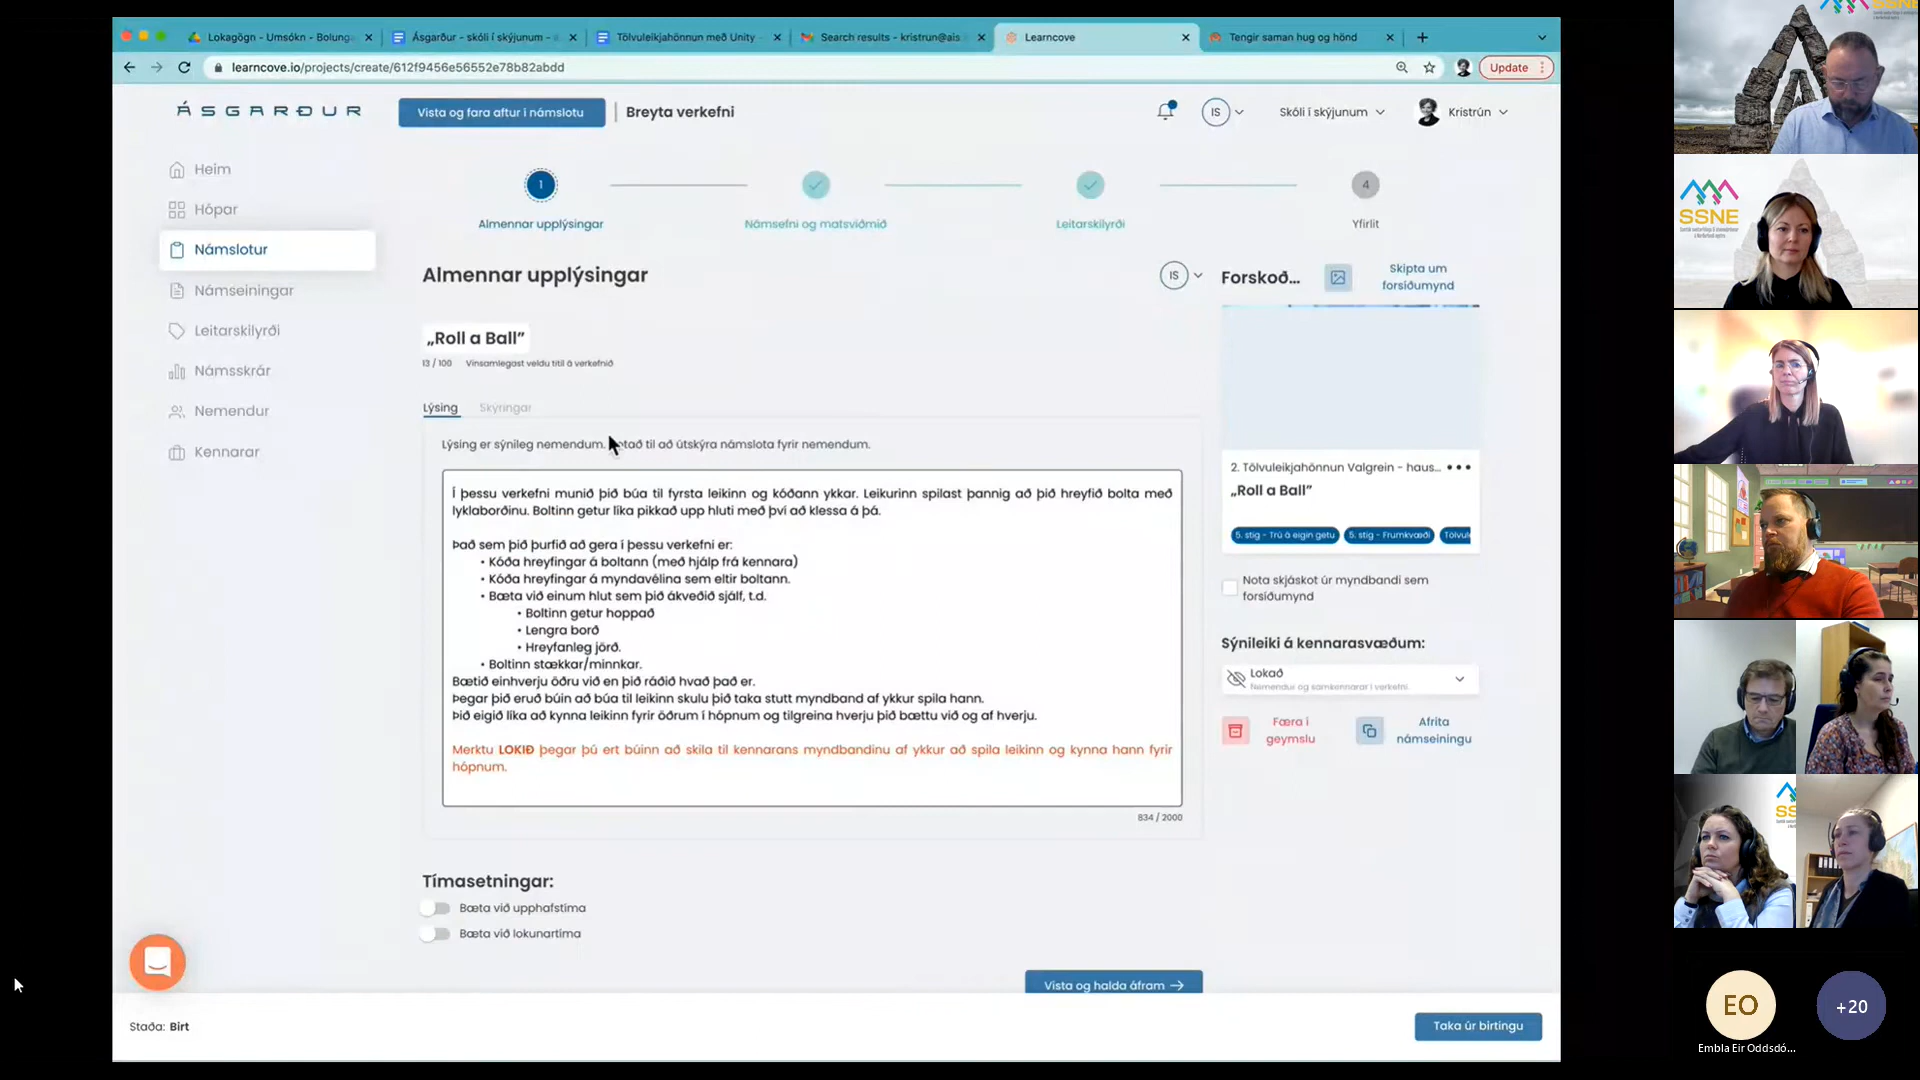 Lokagögn - Umsókn - Bolung
Ásgarður - skóli í skýjunum -
Tölvuleikjahönnun með Unity -
Search results - kristrun@ais
Learncove
Tengir saman hug og hönd
learncove.io/projects/create/612f9456e56552e78b82abdd
Update
ÁSGARÐUR
Vista og fara aftur í námslotu
Breyta verkefni
IS
Skóli í skýjunum
Kristrún
Heim
Hópar
Námslotur
Námseiningar
Leitarskilyrði
Námsskrár
Nemendur
Kennarar
1
4
Almennar upplýsingar
Námsefni og matsviðmið
Leitarskilyrði
Yfirlit
Almennar upplýsingar
IS
„Roll a Ball”
13 / 100 Vinsamlegast veldu titil á verkefnið
Lýsing Skýringar
Lýsing er sýnileg nemendum. að til að útskýra námslota fyrir nemendum.
Í þessu verkefni munið þið búa til fyrsta leikinn og kóðann ykkar. Leikurinn spilast þannig að þið hreyfið bolta með
lyklaborðinu. Boltinn getur líka pikkað upp hluti með því að klessa á þá.
Það sem þið þurfið að gera í þessu verkefni er:
• Kóða hreyfingar á boltann (með hjálp frá kennara)
• Kóða hreyfingar á myndavélina sem eltir boltann.
• Bæta við einum hlut sem þið ákveðið sjálf, t.d.
• Boltinn getur hoppað
• Lengra borð
• Hreyfanleg jörð.
• Boltinn stækkar/minnkar.
Bætið einhverju öðru við en þið ráðið hvað það er.
Þegar þið eruð búin að búa til leikinn skulu þið taka stutt myndband af ykkur spila hann.
Þið eigið líka að kynna leikinn fyrir öðrum í hópnum og tilgreina hverju þið bættu við og af hverju.
Merktu LOKIÐ þegar þú ert búinn að skila til kennarans myndbandinu af ykkur að spila leikinn og kynna hann fyrir
hópnum.
834 / 2000
Tímasetningar:
Bæta við upphafstíma
Bæta við lokunartíma
Vista og halda áfram →
Forskoð...
Skipta um
forsíðumynd
2. Tölvuleikjahönnun Valgrein - haus... •••
„Roll a Ball”
5. stig - Trú á eigin getu
5. stig - Frumkvæði
Tölvul
Nota skjáskot úr myndbandi sem
forsíðumynd
Sýnileiki á kennarasvæðum:
Lokað
Nemendur og samkennarar í verkefni.
Færa í
geymslu
Afrita
námseiningu
Staða: Birt
Taka úr birtingu
SSNE
SSNE
EO
+20
Embla Eir Oddsdó...